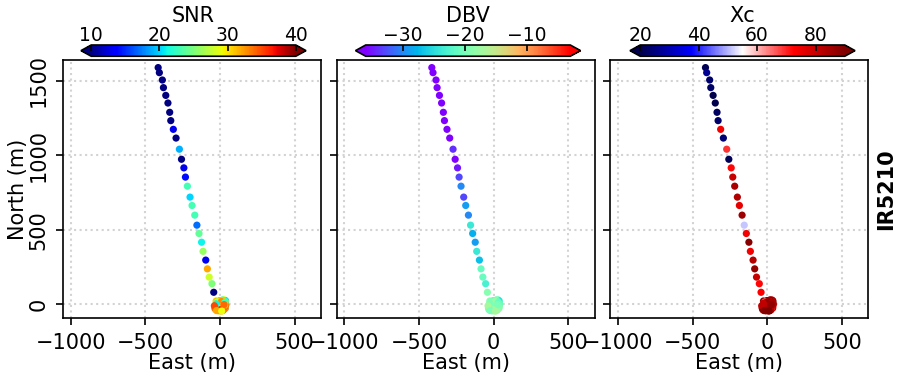 SNR DBV Xc
10 20 30 40 −30 −20 −10 20 40 60 80
1500
1000
500
0
North (m)
−1000 −500 0 500 −1000 −500 0 500 −1000 −500 0 500
East (m) East (m) East (m)
IR5210